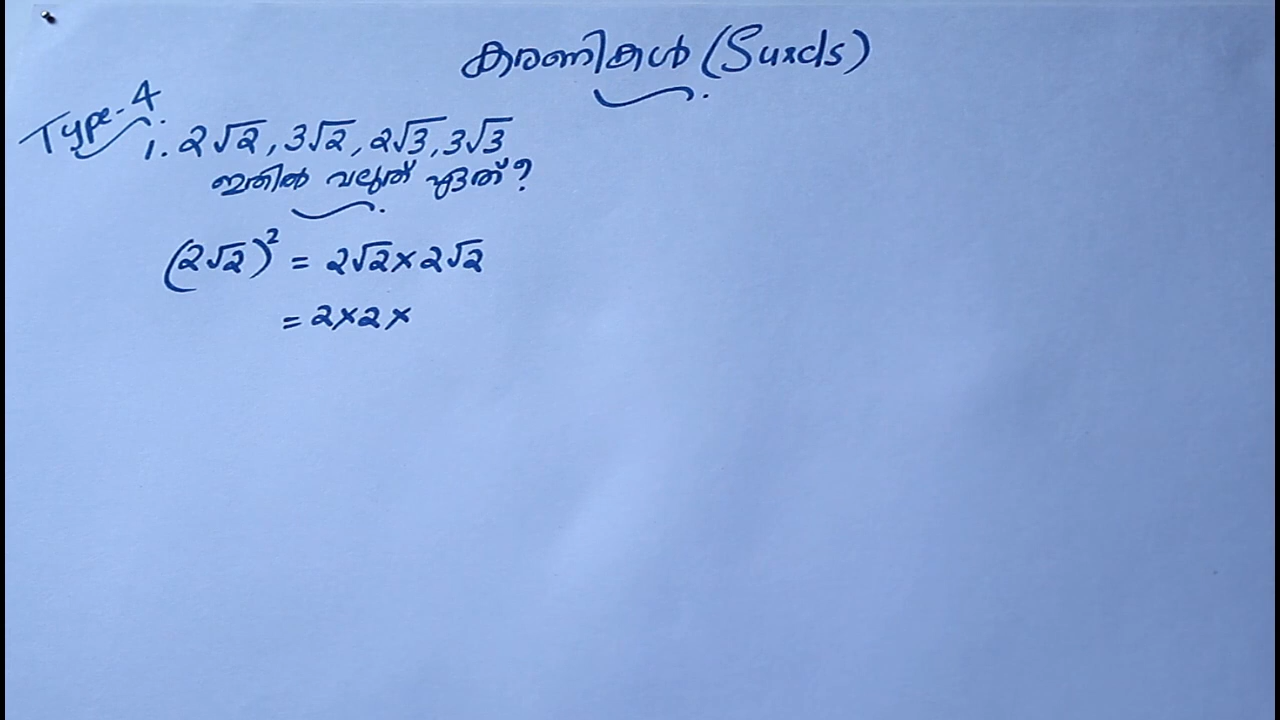 കരണികൾ (Surds)
Type-4
1. 2√2, 3√2, 2√3, 3√3
ഇതിൽ വലുത് ഏത്?
(2√2)² = 2√2 × 2√2
= 2×2×